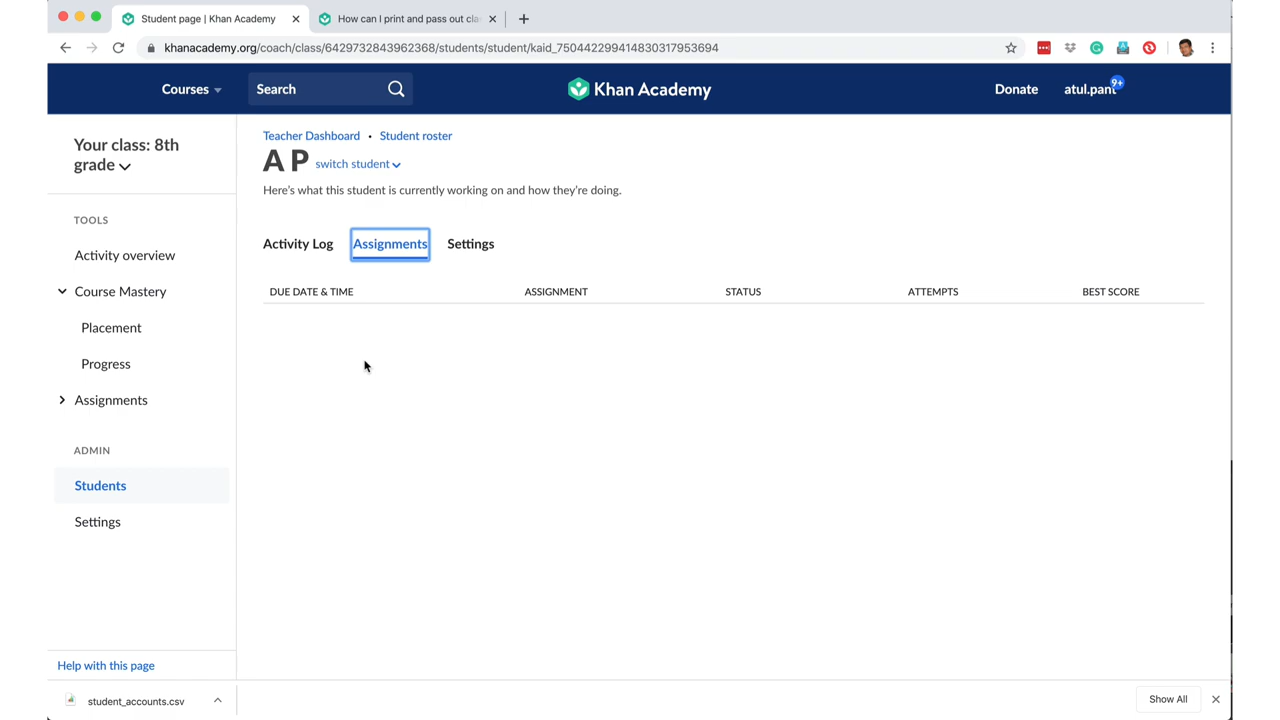 Student page | Khan Academy
How can I print and pass out cla
khanacademy.org/coach/class/6429732843962368/students/student/kaid_750442299414830317953694
Courses
Search
Khan Academy
Donate
atul.pant
9+
Your class: 8th
grade
TOOLS
Activity overview
Course Mastery
Placement
Progress
Assignments
ADMIN
Students
Settings
Help with this page
Teacher Dashboard • Student roster
A P switch student
Here's what this student is currently working on and how they're doing.
Activity Log Assignments Settings
DUE DATE & TIME ASSIGNMENT STATUS ATTEMPTS BEST SCORE
student_accounts.csv
Show All